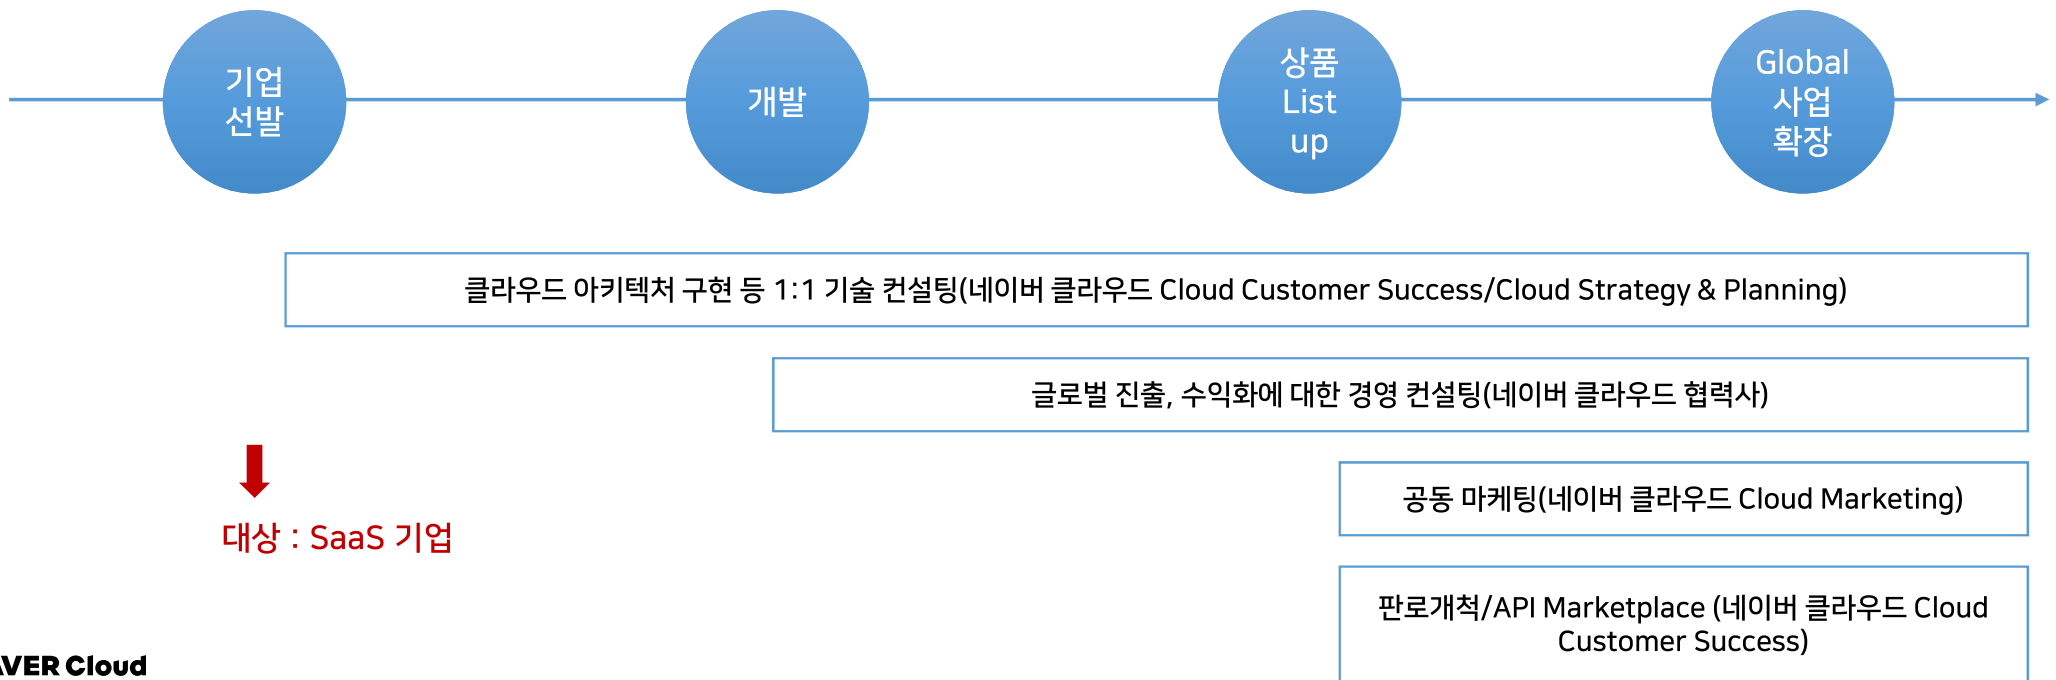 기업
선발
개발
상품
List
up
Global
사업
확장
클라우드 아키텍처 구현 등 1:1 기술 컨설팅(네이버 클라우드 Cloud Customer Success/Cloud Strategy & Planning)
글로벌 진출, 수익화에 대한 경영 컨설팅(네이버 클라우드 협력사)
공동 마케팅(네이버 클라우드 Cloud Marketing)
대상 : SaaS 기업
판로개척/API Marketplace (네이버 클라우드 Cloud
Customer Success)
AVER Cloud